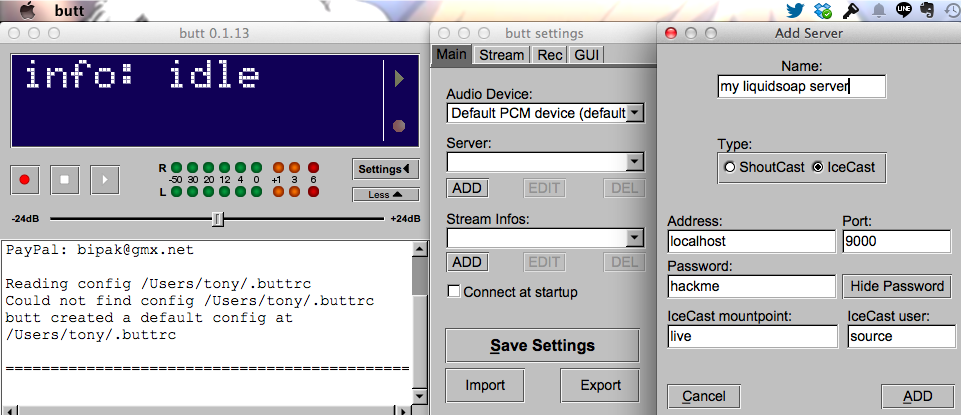 butt
LINE
butt 0.1.13
info: idle
R
-50 30 20 12 4 0 +1 3 6
L
Settings
Less
-24dB
+24dB
PayPal: bipak@gmx.net
Reading config /Users/tony/.buttrc
Could not find config /Users/tony/.buttrc
butt created a default config at
/Users/tony/.buttrc
=============================================
butt settings
Main Stream Rec GUI
Audio Device:
Default PCM device (default
Server:
ADD EDIT DEL
Stream Infos:
ADD EDIT DEL
Connect at startup
Save Settings
Import Export
Add Server
Name:
my liquidsoap server
Type:
ShoutCast IceCast
Address: Port:
localhost 9000
Password:
hackme Hide Password
IceCast mountpoint: IceCast user:
live source
Cancel ADD